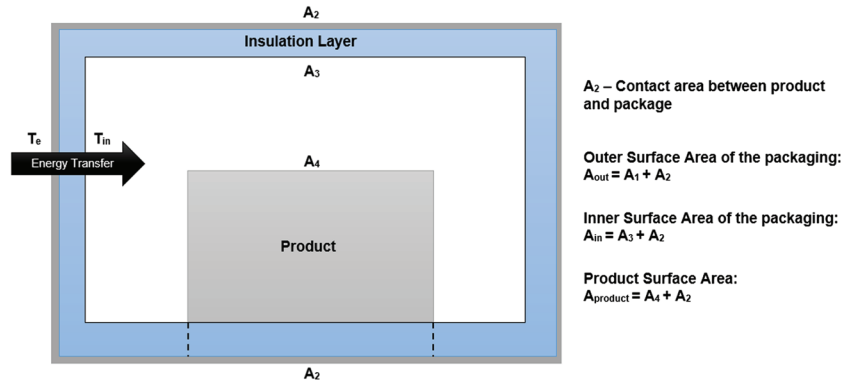 A₂
Insulation Layer
A₃
Tₑ
Tᵢₙ
Energy Transfer
A₄
Product
A₂
A₂ – Contact area between product
and package
Outer Surface Area of the packaging:
Aₒᵤₜ = A₁ + A₂
Inner Surface Area of the packaging:
Aᵢₙ = A₃ + A₂
Product Surface Area:
Aproduct = A₄ + A₂